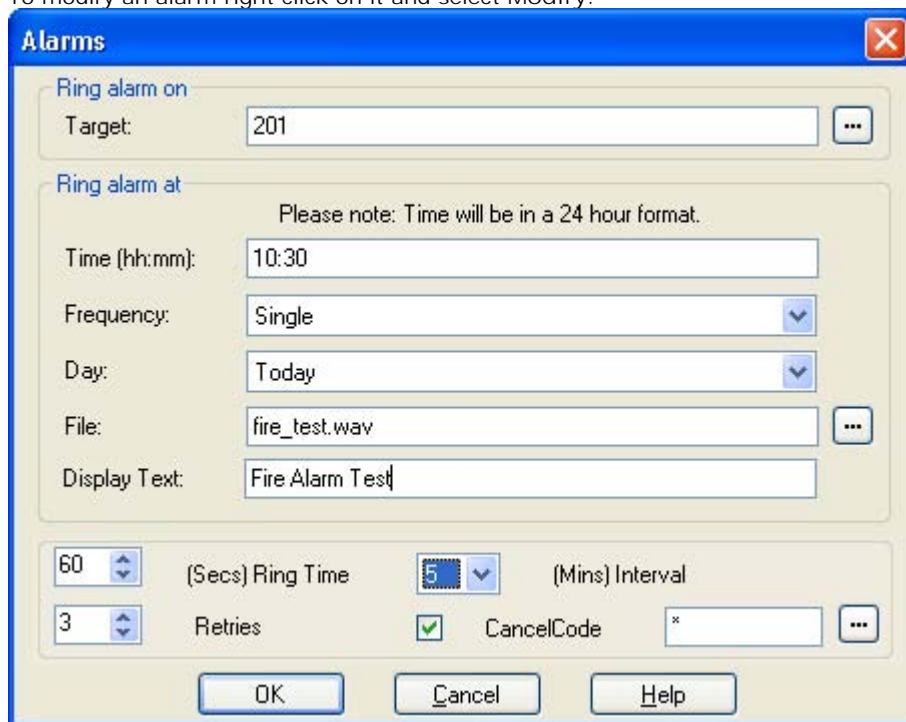 To modify an alarm right click on it and select Modify.
Alarms
Ring alarm on
Target: 201 ...
Ring alarm at
Please note: Time will be in a 24 hour format.
Time (hh:mm): 10:30
Frequency: Single
Day: Today
File: fire_test.wav ...
Display Text: Fire Alarm Test
60 (Secs) Ring Time 5 (Mins) Interval
3 Retries CancelCode * ...
OK Cancel Help